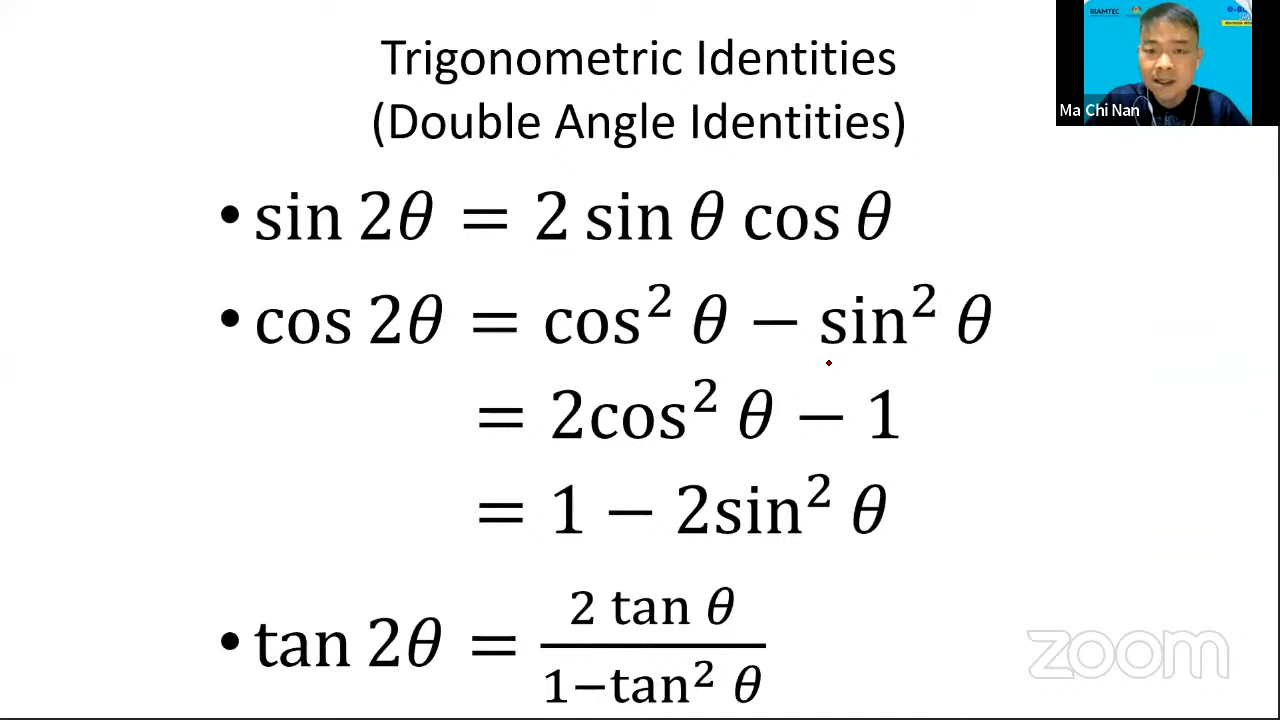 Trigonometric Identities
(Double Angle Identities)
Ma Chi Nan
• sin 2θ = 2 sin θ cos θ
• cos 2θ = cos² θ − sin² θ
= 2cos² θ − 1
= 1 − 2sin² θ
• tan 2θ = 2 tan θ / 1−tan² θ
zoom